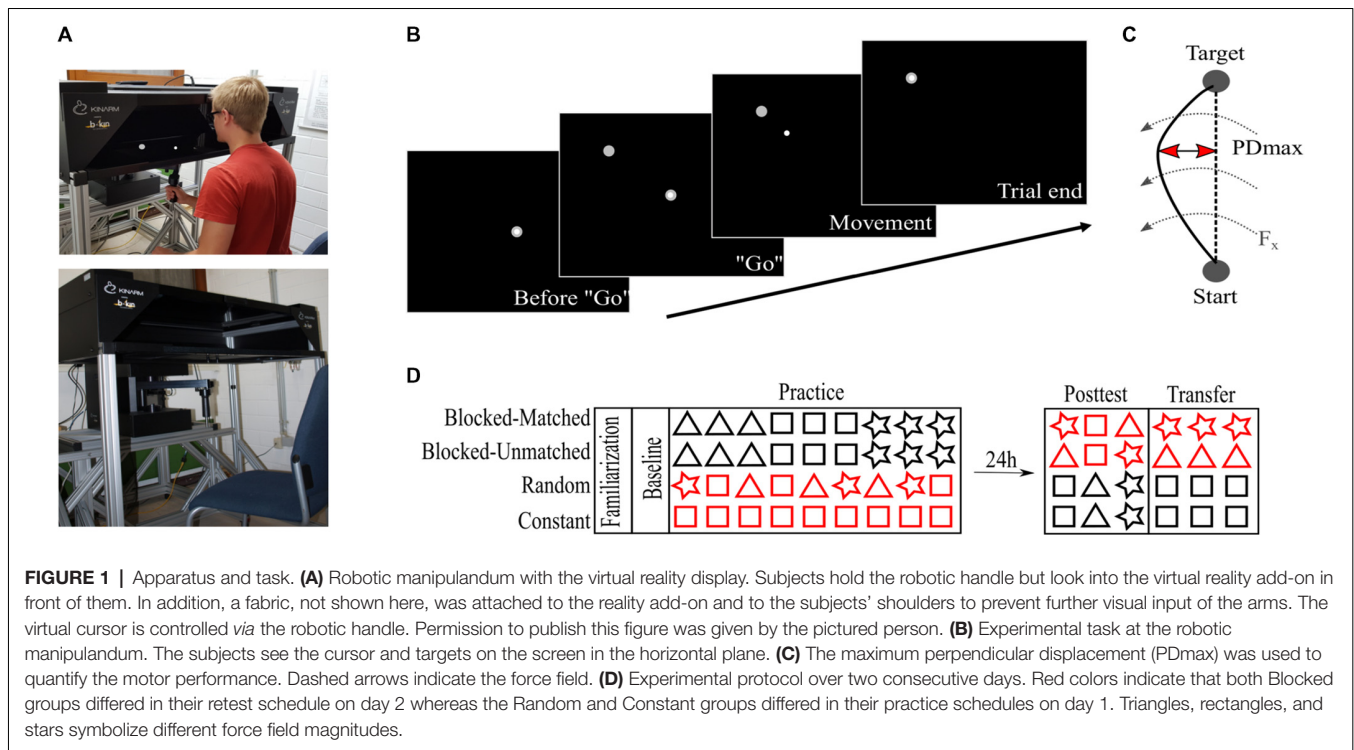 A
B
C
KINARM
b·kin
KINARM
KINARM
b·kin
Before "Go"
"Go"
Movement
Trial end
Target
PDmax
Fx
Start
D
Practice
Posttest
Transfer
Blocked-Matched
Blocked-Unmatched
Random
Constant
Familiarization
Baseline
24h
FIGURE 1 | Apparatus and task. (A) Robotic manipulandum with the virtual reality display. Subjects hold the robotic handle but look into the virtual reality add-on in
front of them. In addition, a fabric, not shown here, was attached to the reality add-on and to the subjects' shoulders to prevent further visual input of the arms. The
virtual cursor is controlled via the robotic handle. Permission to publish this figure was given by the pictured person. (B) Experimental task at the robotic
manipulandum. The subjects see the cursor and targets on the screen in the horizontal plane. (C) The maximum perpendicular displacement (PDmax) was used to
quantify the motor performance. Dashed arrows indicate the force field. (D) Experimental protocol over two consecutive days. Red colors indicate that both Blocked
groups differed in their retest schedule on day 2 whereas the Random and Constant groups differed in their practice schedules on day 1. Triangles, rectangles, and
stars symbolize different force field magnitudes.